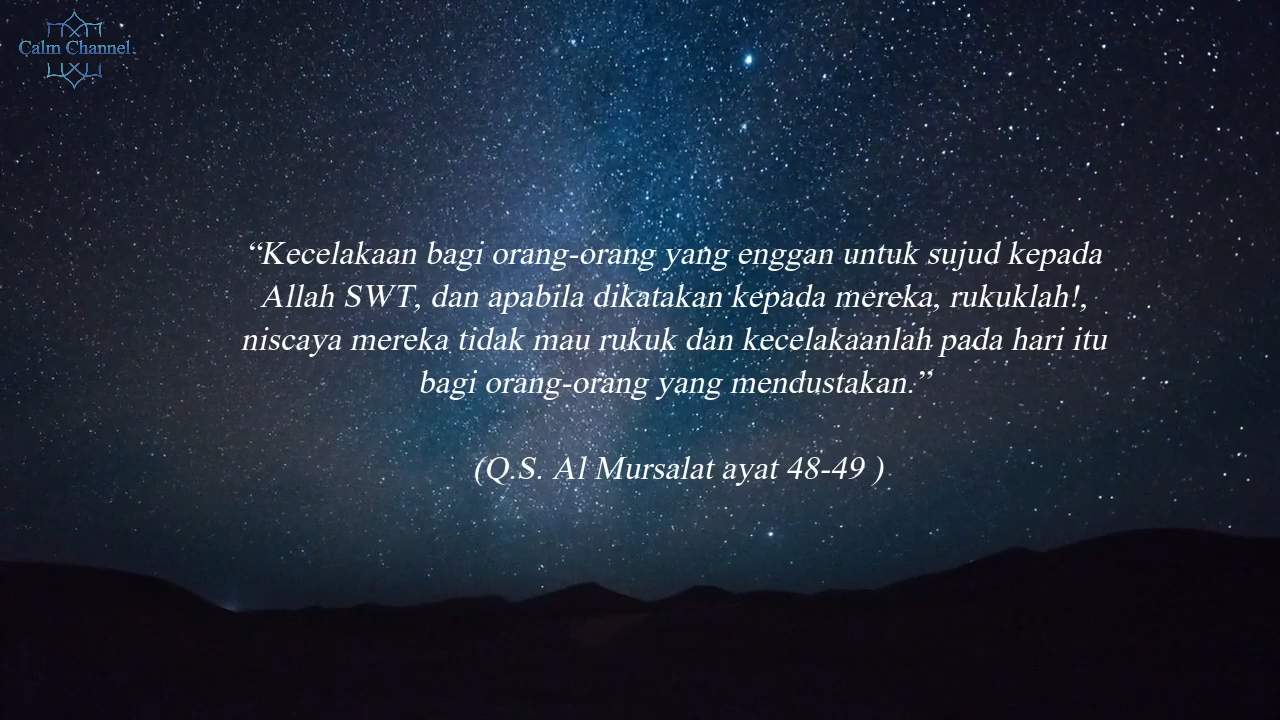 Calm Channel
“Kecelakaan bagi orang-orang yang enggan untuk sujud kepada
Allah SWT, dan apabila dikatakan kepada mereka, rukuklah!,
niscaya mereka tidak mau rukuk dan kecelakaanlah pada hari itu
bagi orang-orang yang mendustakan.”
(Q.S. Al Mursalat ayat 48-49 )